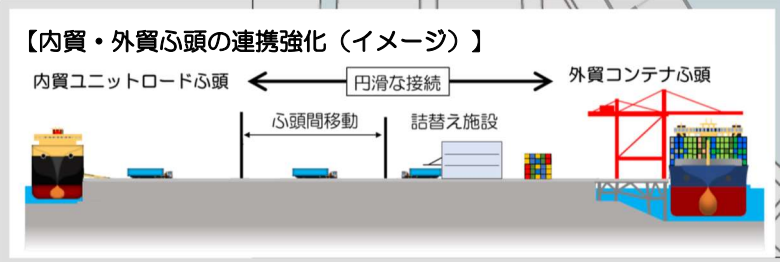 【内貿・外貿ふ頭の連携強化（イメージ）】
内貿ユニットロードふ頭
円滑な接続
外貿コンテナふ頭
ふ頭間移動
詰替え施設